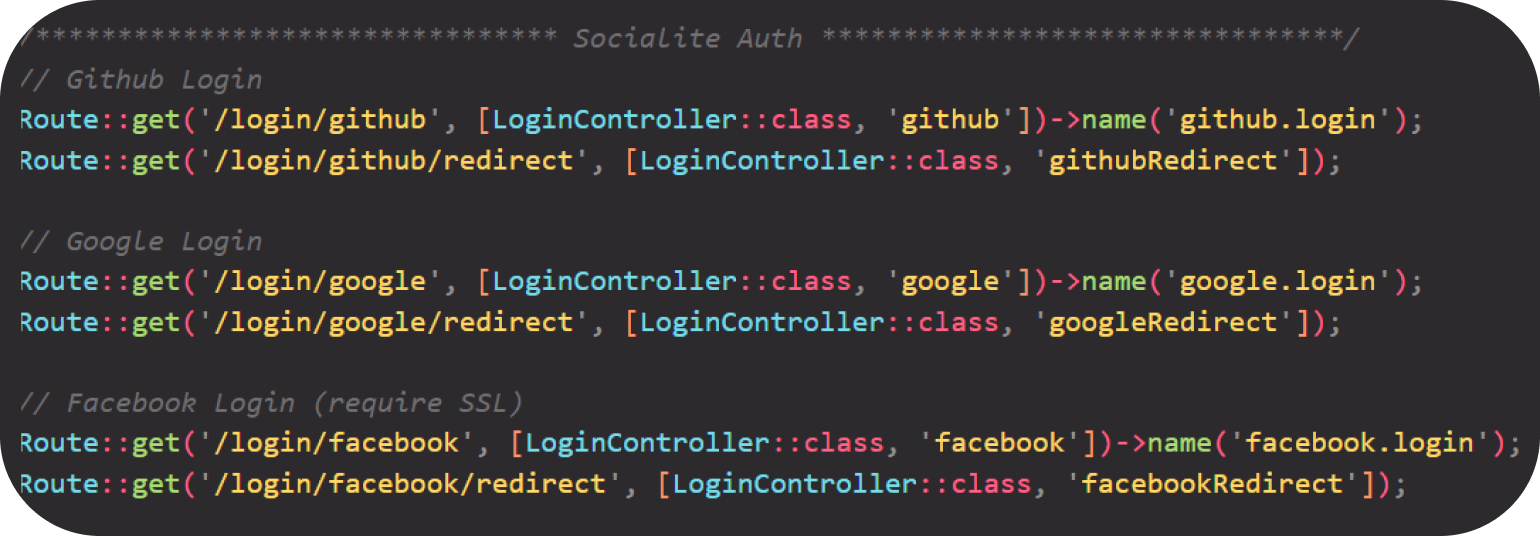 /******************************** Socialite Auth ********************************/
// Github Login
Route::get('/login/github', [LoginController::class, 'github'])->name('github.login');
Route::get('/login/github/redirect', [LoginController::class, 'githubRedirect']);
// Google Login
Route::get('/login/google', [LoginController::class, 'google'])->name('google.login');
Route::get('/login/google/redirect', [LoginController::class, 'googleRedirect']);
// Facebook Login (require SSL)
Route::get('/login/facebook', [LoginController::class, 'facebook'])->name('facebook.login');
Route::get('/login/facebook/redirect', [LoginController::class, 'facebookRedirect']);